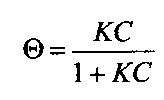 Θ = KC / (1 + KC)